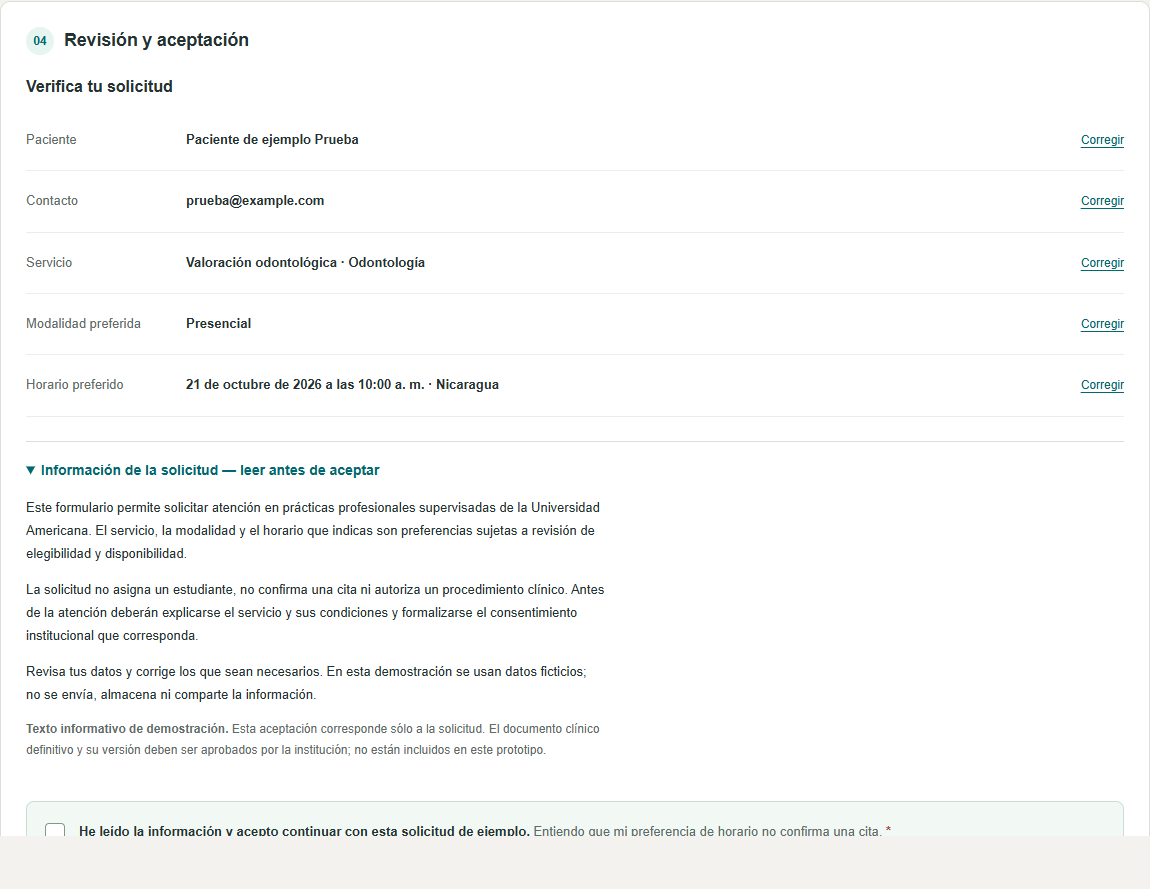 04 Revisión y aceptación
Verifica tu solicitud
Paciente Paciente de ejemplo Prueba Corregir
Contacto prueba@example.com Corregir
Servicio Valoración odontológica · Odontología Corregir
Modalidad preferida Presencial Corregir
Horario preferido 21 de octubre de 2026 a las 10:00 a. m. · Nicaragua Corregir
▼ Información de la solicitud — leer antes de aceptar
Este formulario permite solicitar atención en prácticas profesionales supervisadas de la Universidad
Americana. El servicio, la modalidad y el horario que indicas son preferencias sujetas a revisión de
elegibilidad y disponibilidad.
La solicitud no asigna un estudiante, no confirma una cita ni autoriza un procedimiento clínico. Antes
de la atención deberán explicarse el servicio y sus condiciones y formalizarse el consentimiento
institucional que corresponda.
Revisa tus datos y corrige los que sean necesarios. En esta demostración se usan datos ficticios;
no se envía, almacena ni comparte la información.
Texto informativo de demostración. Esta aceptación corresponde sólo a la solicitud. El documento clínico
definitivo y su versión deben ser aprobados por la institución; no están incluidos en este prototipo.
He leído la información y acepto continuar con esta solicitud de ejemplo. Entiendo que mi preferencia de horario no confirma una cita. *